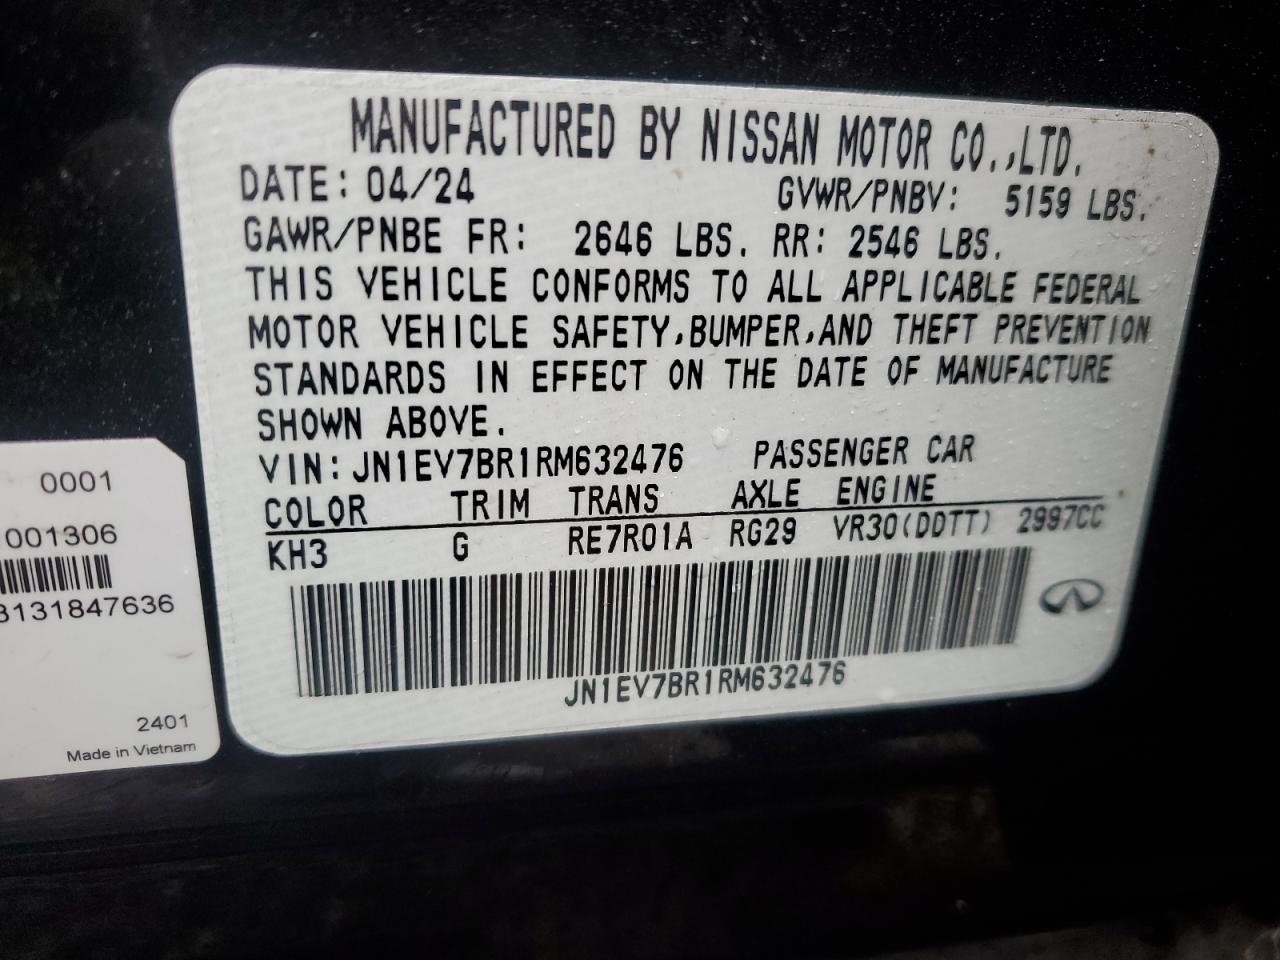 MANUFACTURED BY NISSAN MOTOR CO.,LTD.
DATE: 04/24 GVWR/PNBV: 5159 LBS.
GAWR/PNBE FR: 2646 LBS. RR: 2546 LBS.
THIS VEHICLE CONFORMS TO ALL APPLICABLE FEDERAL
MOTOR VEHICLE SAFETY,BUMPER,AND THEFT PREVENTION
STANDARDS IN EFFECT ON THE DATE OF MANUFACTURE
SHOWN ABOVE.
VIN: JN1EV7BR1RM632476 PASSENGER CAR
COLOR TRIM TRANS AXLE ENGINE
KH3 G RE7R01A RG29 VR30(DDTT) 2997CC
JN1EV7BR1RM632476
0001
001306
3131847636
2401
Made in Vietnam